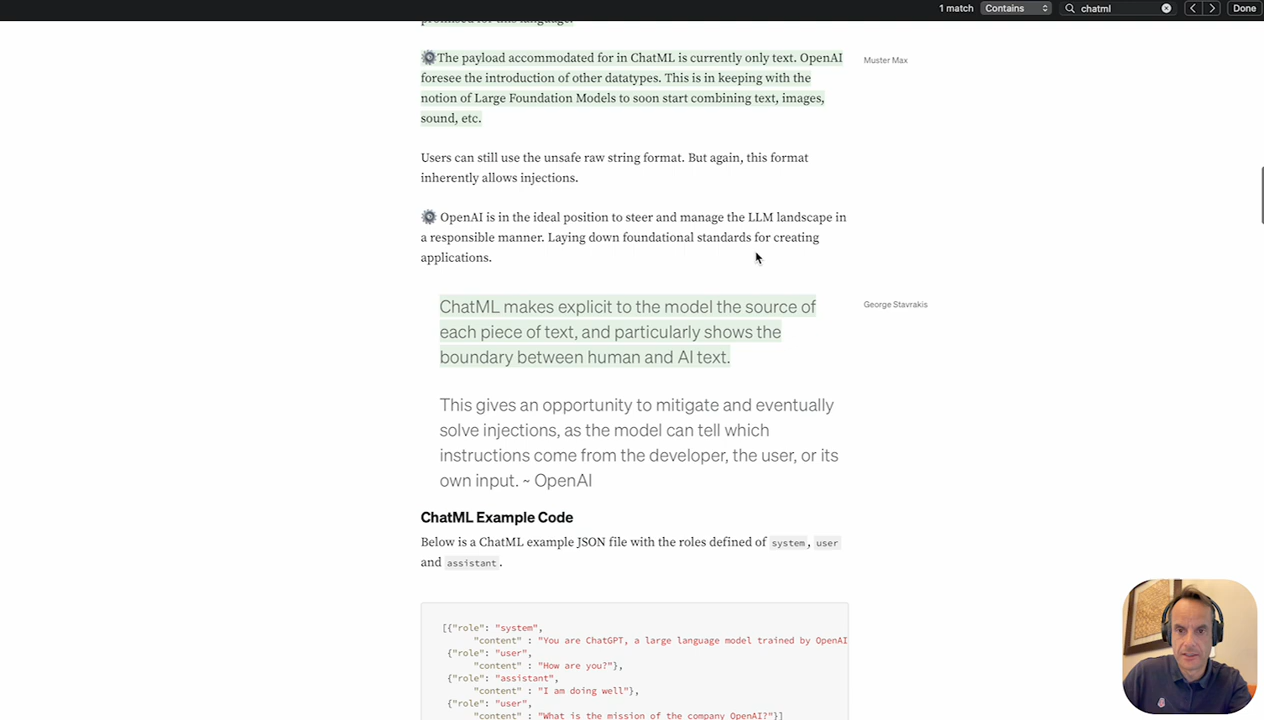 1 match
Contains
chatml
Done
promised for this language.
The payload accommodated for in ChatML is currently only text. OpenAI
foresee the introduction of other datatypes. This is in keeping with the
notion of Large Foundation Models to soon start combining text, images,
sound, etc.
Muster Max
Users can still use the unsafe raw string format. But again, this format
inherently allows injections.
OpenAI is in the ideal position to steer and manage the LLM landscape in
a responsible manner. Laying down foundational standards for creating
applications.
ChatML makes explicit to the model the source of
each piece of text, and particularly shows the
boundary between human and AI text.
George Stavrakis
This gives an opportunity to mitigate and eventually
solve injections, as the model can tell which
instructions come from the developer, the user, or its
own input. ~ OpenAI
ChatML Example Code
Below is a ChatML example JSON file with the roles defined of system, user
and assistant.
[{"role": "system",
"content" : "You are ChatGPT, a large language model trained by OpenAI
{"role": "user",
"content" : "How are you?"},
{"role": "assistant",
"content" : "I am doing well"},
{"role": "user",
"content" : "What is the mission of the company OpenAI?"}]